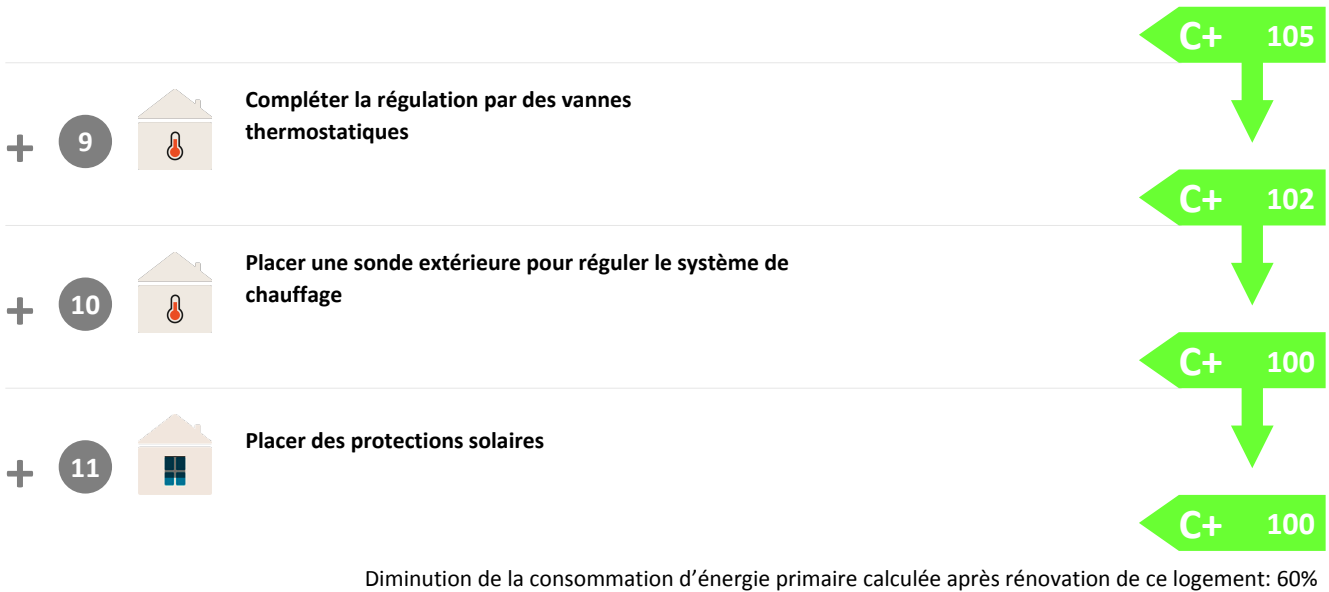 C+ 105
+ 9 Compléter la régulation par des vannes
thermostatiques
C+ 102
+ 10 Placer une sonde extérieure pour réguler le système de
chauffage
C+ 100
+ 11 Placer des protections solaires
C+ 100
Diminution de la consommation d’énergie primaire calculée après rénovation de ce logement: 60%